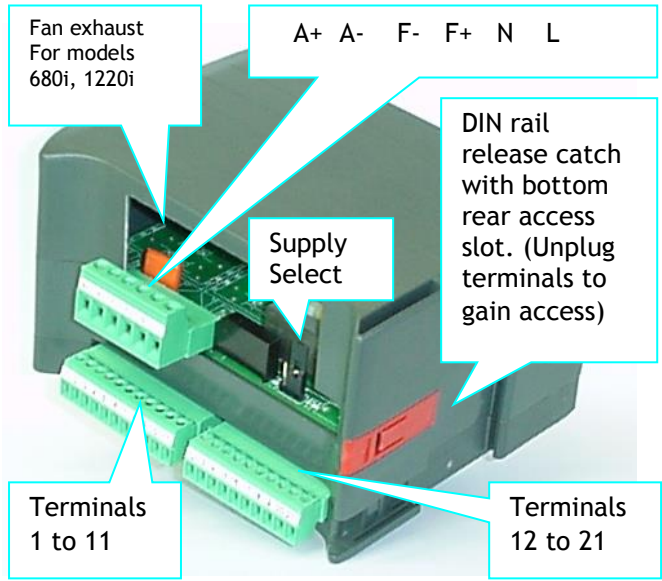 Fan exhaust
For models
680i, 1220i
A+ A- F- F+ N L
DIN rail
release catch
with bottom
rear access
slot. (Unplug
terminals to
gain access)
Supply
Select
Terminals
1 to 11
Terminals
12 to 21